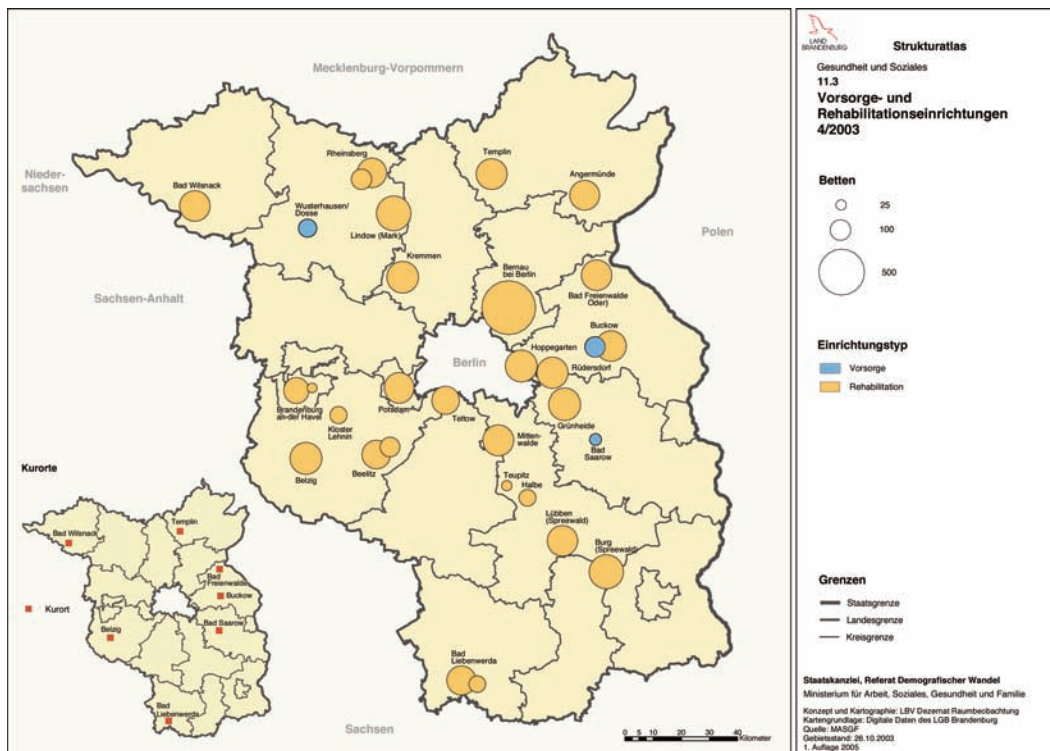 Mecklenburg-Vorpommern
Nieder-
sachsen
Polen
Sachsen-Anhalt
Berlin
Sachsen
Rheinsberg
Templin
Angermünde
Bad Wilsnack
Wusterhausen/
Dosse
Lindow (Mark)
Kremmen
Bernau
bei Berlin
Bad Freienwalde
Oder)
Buckow
Hoppegarten
Rüdersdorf
Brandenburg
an der Havel
Potsdam
Kloster
Lehnin
Teltow
Grünheide
Mitten-
walde
Bad
Saarow
Belzig
Beelitz
Teupitz
Halbe
Lübben
(Spreewald)
Burg
(Spreewald)
Bad
Liebenwerda
Kurorte
Templin
Bad Wilsnack
Bad
Freienwalde
Buckow
Kurort
Bad Saarow
Belzig
Bad
Liebenwerda
0 5 10 20 30 40
Kilometer
LAND
BRANDENBURG
Strukturatlas
Gesundheit und Soziales
11.3
Vorsorge- und
Rehabilitationseinrichtungen
4/2003
Betten
25
100
500
Einrichtungstyp
Vorsorge
Rehabilitation
Grenzen
Staatsgrenze
Landesgrenze
Kreisgrenze
Staatskanzlei, Referat Demografischer Wandel
Ministerium für Arbeit, Soziales, Gesundheit und Familie
Konzept und Kartographie: LBV Dezernat Raumbeobachtung
Kartengrundlage: Digitale Daten des LGB Brandenburg
Quelle: MASGF
Gebietsstand: 26.10.2003
1. Auflage 2005